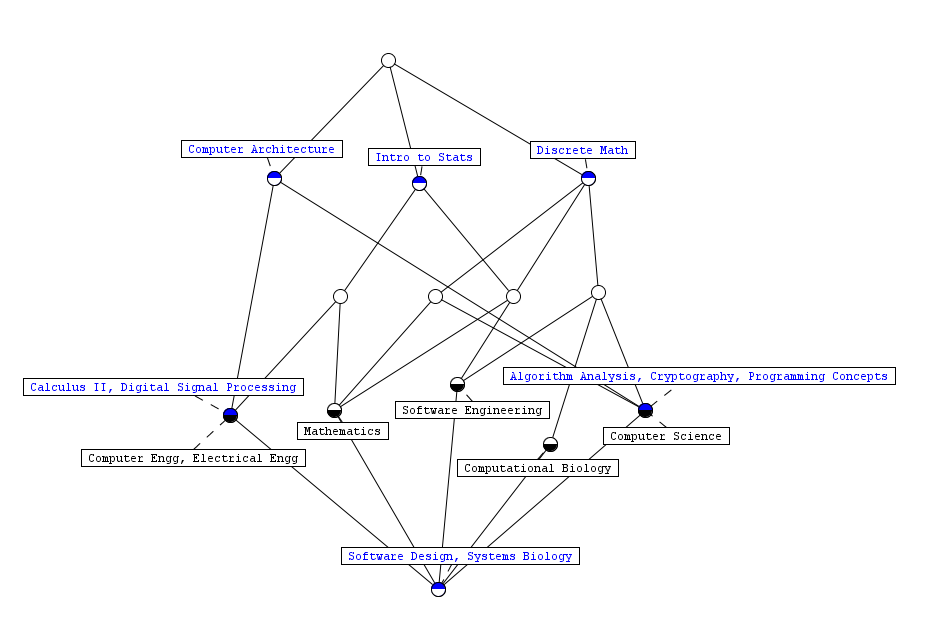 Computer Architecture
Intro to Stats
Discrete Math
Calculus II, Digital Signal Processing
Algorithm Analysis, Cryptography, Programming Concepts
Software Engineering
Mathematics
Computer Science
Computer Engg, Electrical Engg
Computational Biology
Software Design, Systems Biology